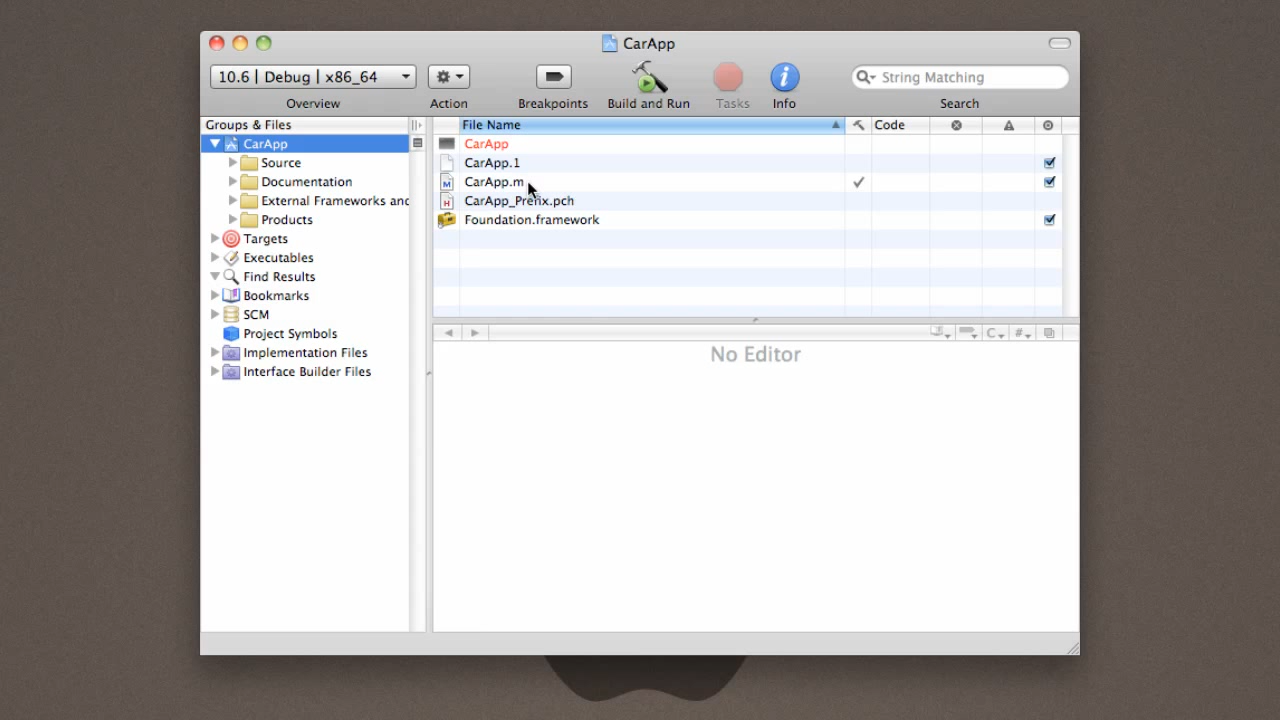 CarApp
10.6 | Debug | x86_64
String Matching
Overview
Action
Breakpoints
Build and Run
Tasks
Info
Search
Groups & Files
File Name
Code
CarApp
Source
Documentation
External Frameworks and
Products
Targets
Executables
Find Results
Bookmarks
SCM
Project Symbols
Implementation Files
Interface Builder Files
CarApp
CarApp.1
M
CarApp.m
H
CarApp_Prefix.pch
Foundation.framework
C
#
No Editor